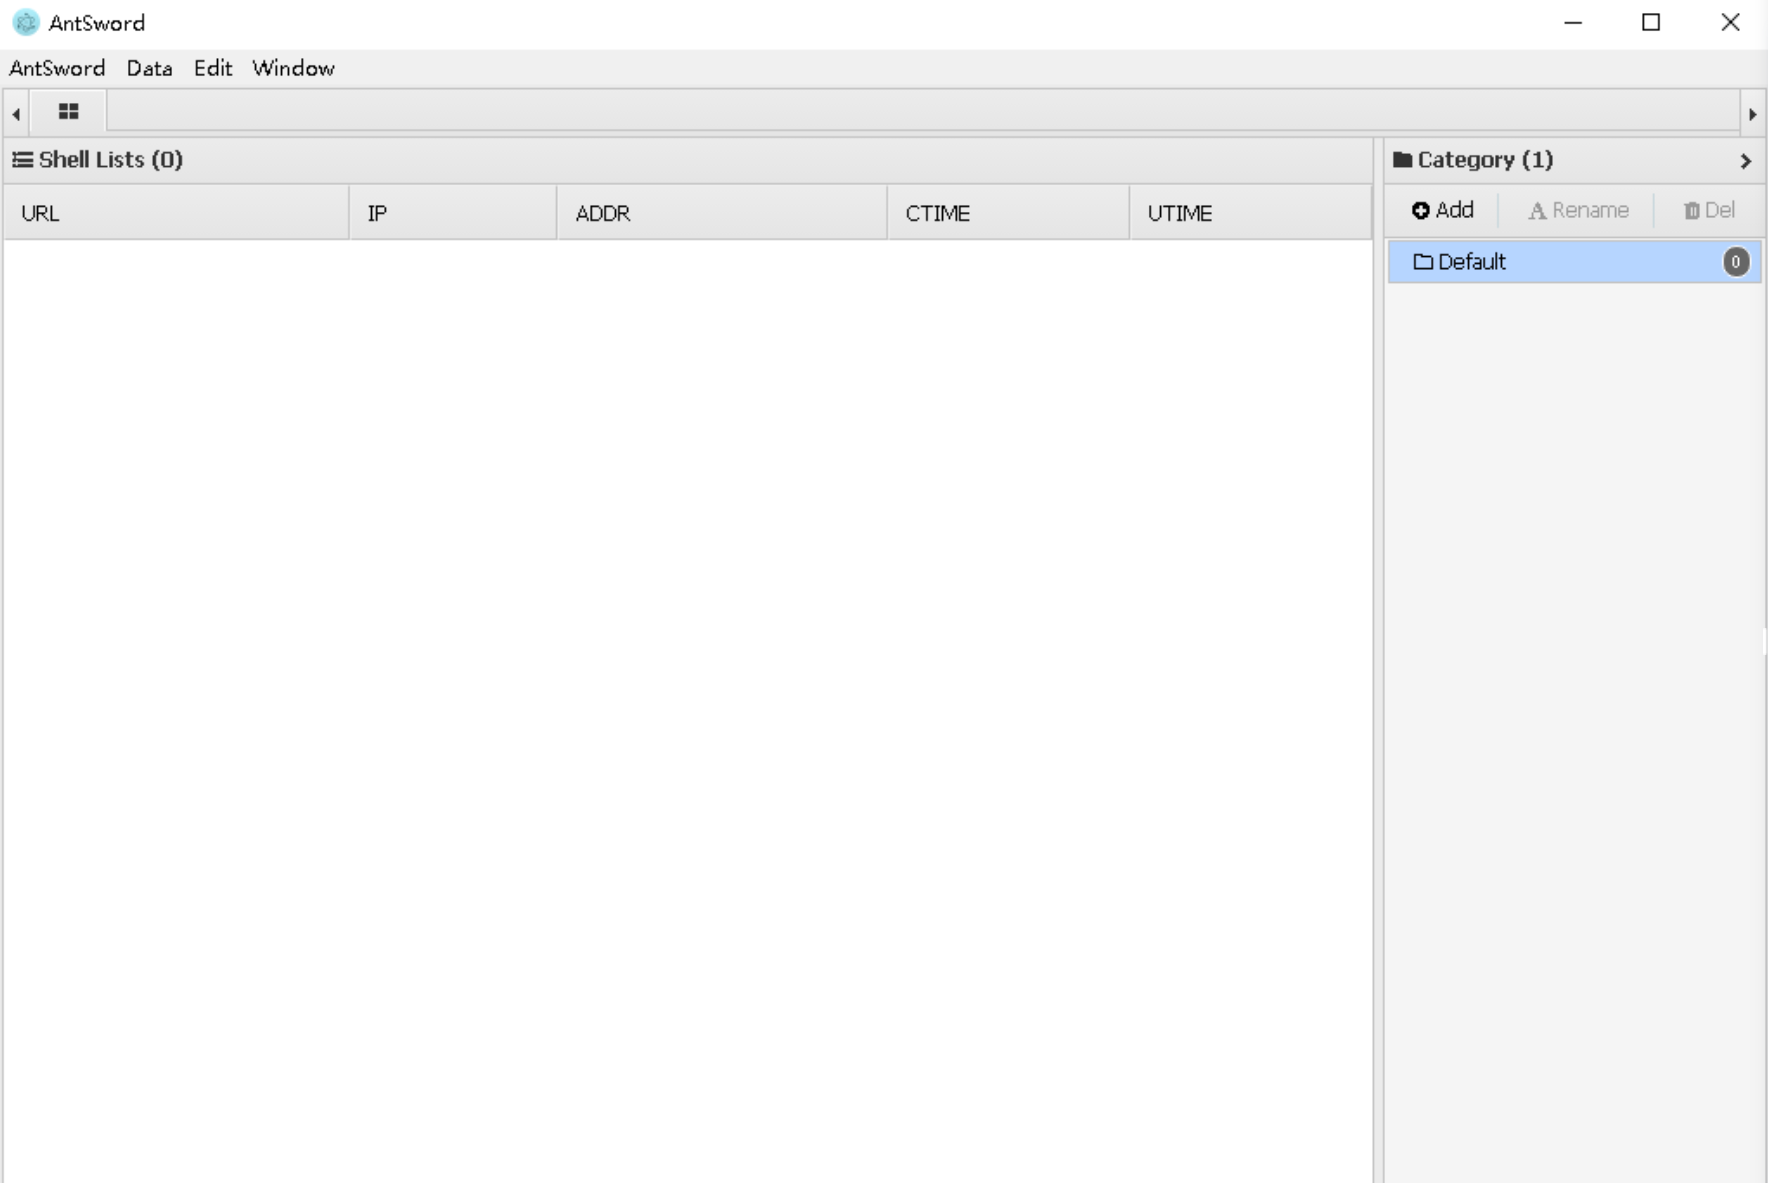 AntSword
AntSword Data Edit Window
Shell Lists (0)
Category (1)
URL IP ADDR CTIME UTIME
Add Rename Del
Default 0